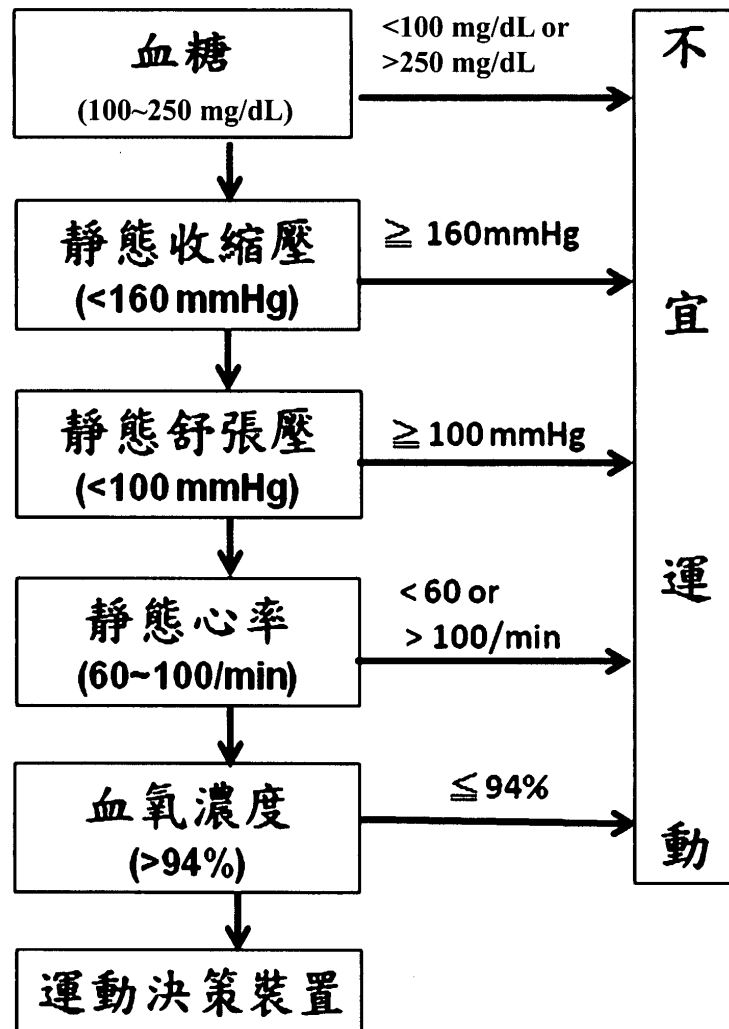 血糖
(100~250 mg/dL)
<100 mg/dL or
>250 mg/dL
靜態收縮壓
(<160 mmHg)
≧ 160mmHg
靜態舒張壓
(<100 mmHg)
≧ 100 mmHg
靜態心率
(60~100/min)
< 60 or
> 100/min
血氧濃度
(>94%)
≦ 94%
運動決策裝置
不
宜
運
動